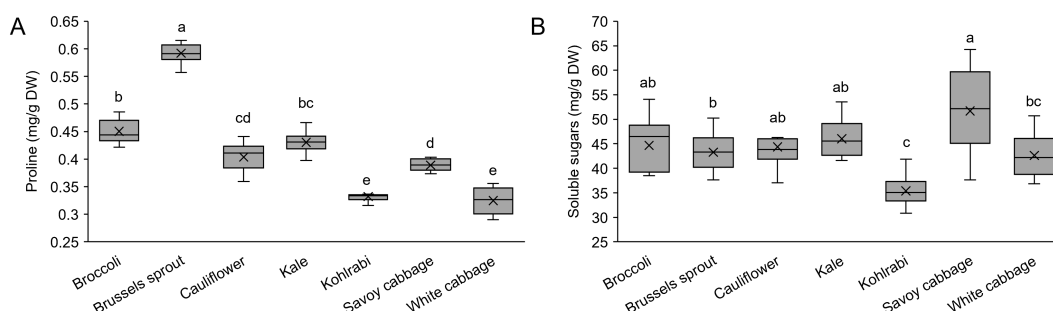 A
Proline (mg/g DW)
0.65
0.6
0.55
0.5
0.45
0.4
0.35
0.3
0.25
b
a
cd
bc
e
d
e
Broccoli
Brussels sprout
Cauliflower
Kale
Kohlrabi
Savoy cabbage
White cabbage
B
Soluble sugars (mg/g DW)
70
65
60
55
50
45
40
35
30
25
ab
b
ab
ab
c
a
bc
Broccoli
Brussels sprout
Cauliflower
Kale
Kohlrabi
Savoy cabbage
White cabbage